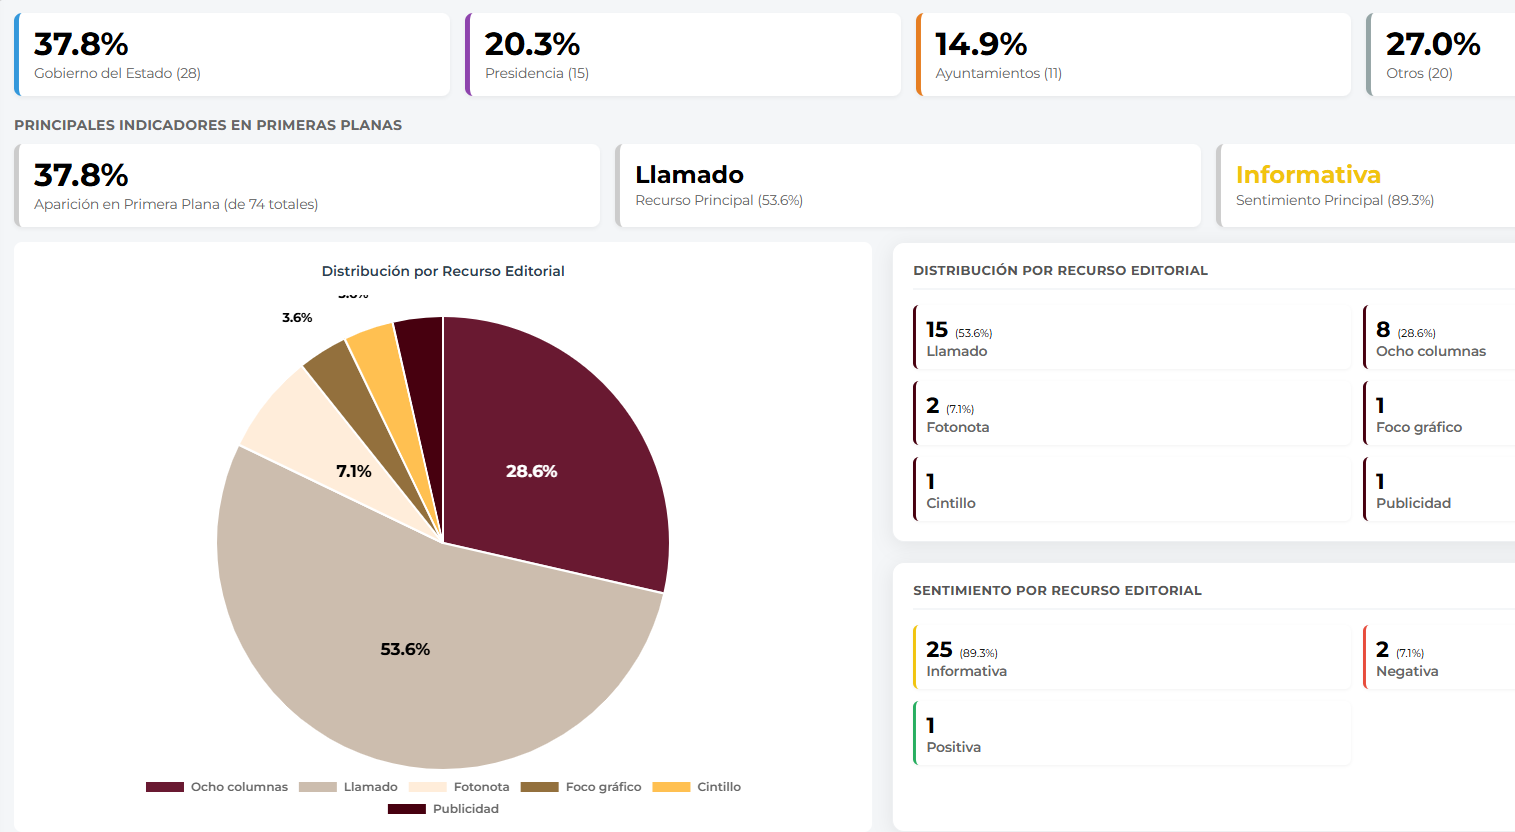 37.8%
Gobierno del Estado (28)
20.3%
Presidencia (15)
14.9%
Ayuntamientos (11)
27.0%
Otros (20)
PRINCIPALES INDICADORES EN PRIMERAS PLANAS
37.8%
Aparición en Primera Plana (de 74 totales)
Llamado
Recurso Principal (53.6%)
Informativa
Sentimiento Principal (89.3%)
Distribución por Recurso Editorial
3.6%
7.1%
28.6%
53.6%
Ocho columnas
Llamado
Fotonota
Foco gráfico
Cintillo
Publicidad
DISTRIBUCIÓN POR RECURSO EDITORIAL
15 (53.6%)
Llamado
8 (28.6%)
Ocho columnas
2 (7.1%)
Fotonota
1
Foco gráfico
1
Cintillo
1
Publicidad
SENTIMIENTO POR RECURSO EDITORIAL
25 (89.3%)
Informativa
2 (7.1%)
Negativa
1
Positiva